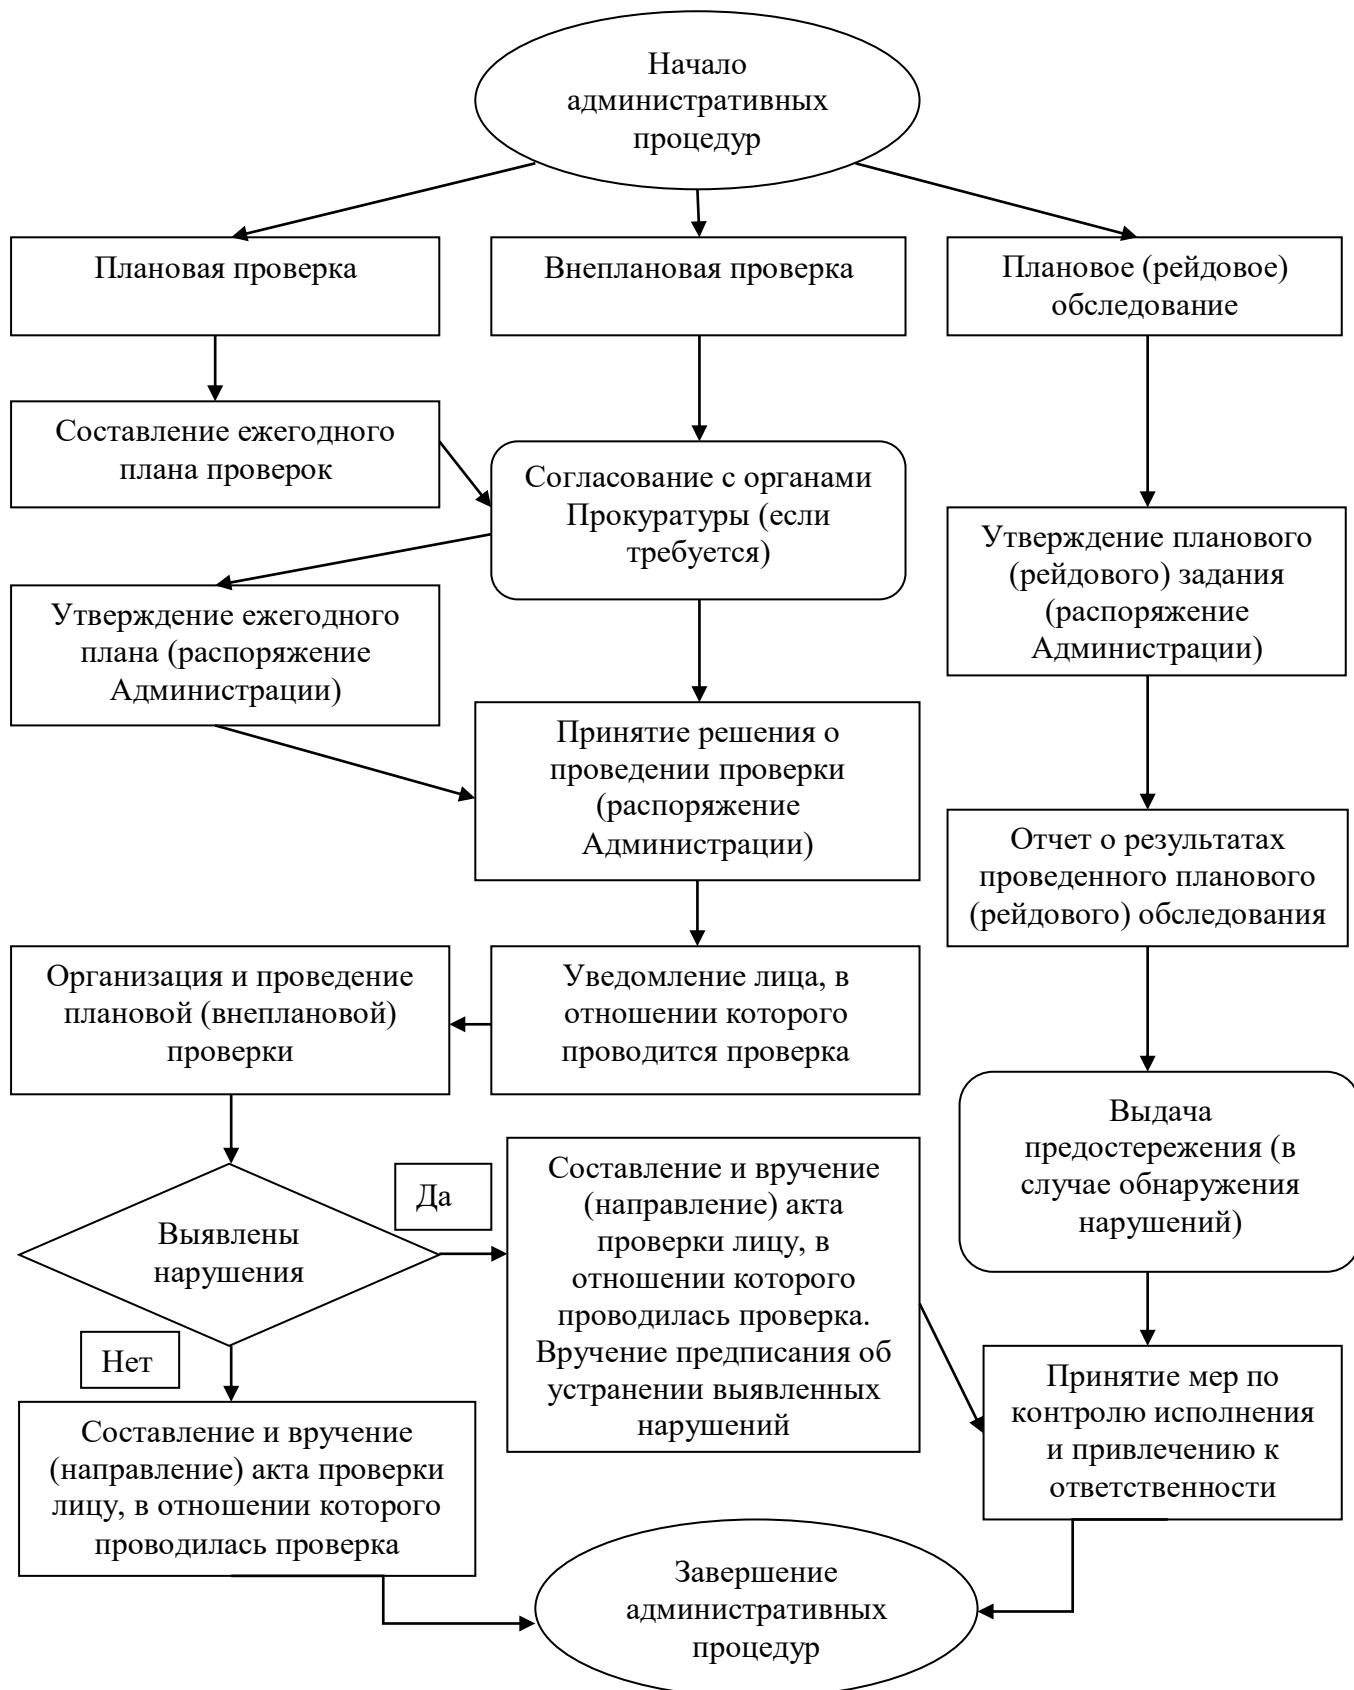 Начало
административных
процедур
Плановая проверка
Внеплановая проверка
Плановое (рейдовое)
обследование
Составление ежегодного
плана проверок
Согласование с органами
Прокуратуры (если
требуется)
Утверждение планового
(рейдового) задания
(распоряжение
Администрации)
Утверждение ежегодного
плана (распоряжение
Администрации)
Принятие решения о
проведении проверки
(распоряжение
Администрации)
Отчет о результатах
проведенного планового
(рейдового) обследования
Организация и проведение
плановой (внеплановой)
проверки
Уведомление лица, в
отношении которого
проводится проверка
Выдача
предостережения (в
случае обнаружения
нарушений)
Да
Выявлены
нарушения
Составление и вручение
(направление) акта
проверки лицу, в
отношении которого
проводилась проверка.
Вручение предписания об
устранении выявленных
нарушений
Нет
Принятие мер по
контролю исполнения
и привлечению к
ответственности
Составление и вручение
(направление) акта проверки
лицу, в отношении которого
проводилась проверка
Завершение
административных
процедур